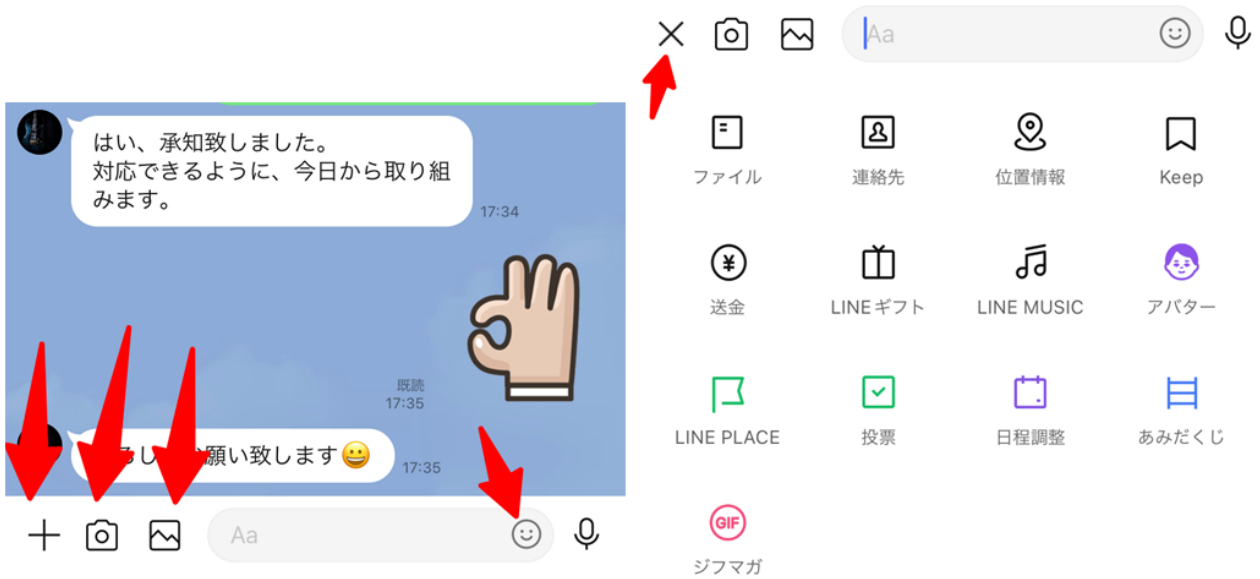 はい、承知致しました。
対応できるように、今日から取り組
みます。
17:34
既読
17:35
し
願い致します😀
17:35
Aa
Aa
ファイル
連絡先
位置情報
Keep
送金
LINEギフト
LINE MUSIC
アバター
LINE PLACE
投票
日程調整
あみだくじ
GIF
ジフマガ